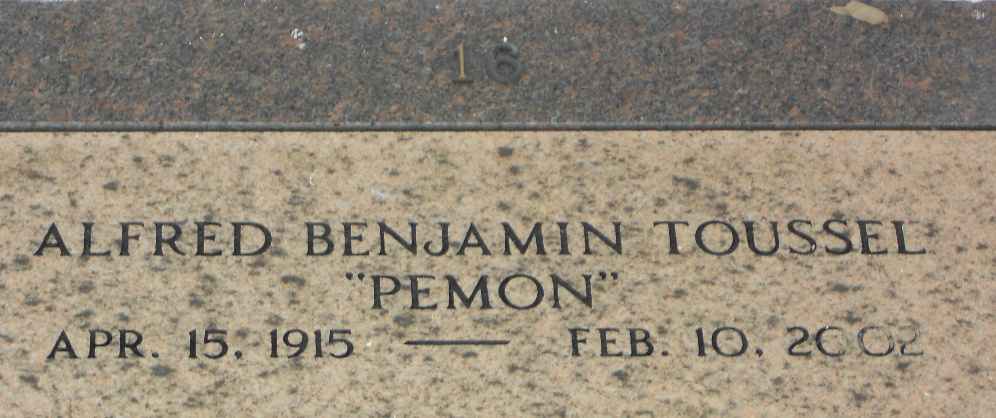 16
ALFRED BENJAMIN TOUSSEL
"PEMON"
APR. 15, 1915 — FEB. 10, 2002